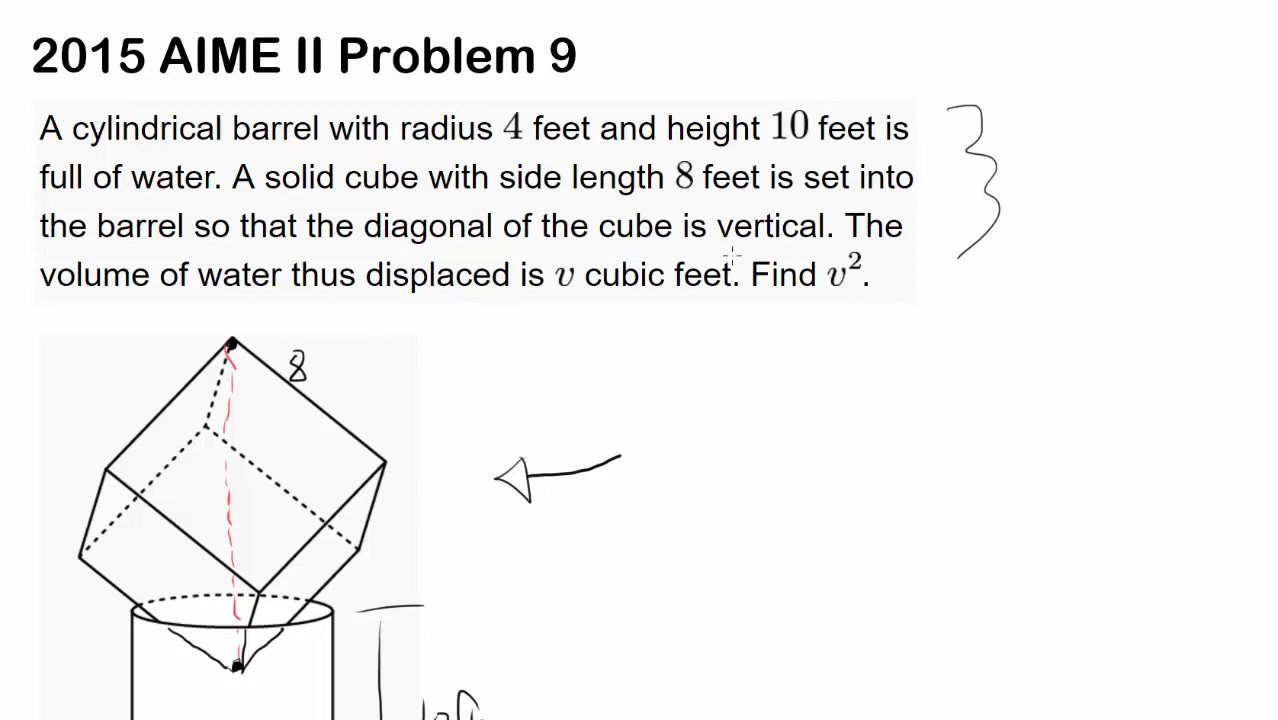 2015 AIME II Problem 9
A cylindrical barrel with radius 4 feet and height 10 feet is
full of water. A solid cube with side length 8 feet is set into
the barrel so that the diagonal of the cube is vertical. The
volume of water thus displaced is v cubic feet. Find v².
8